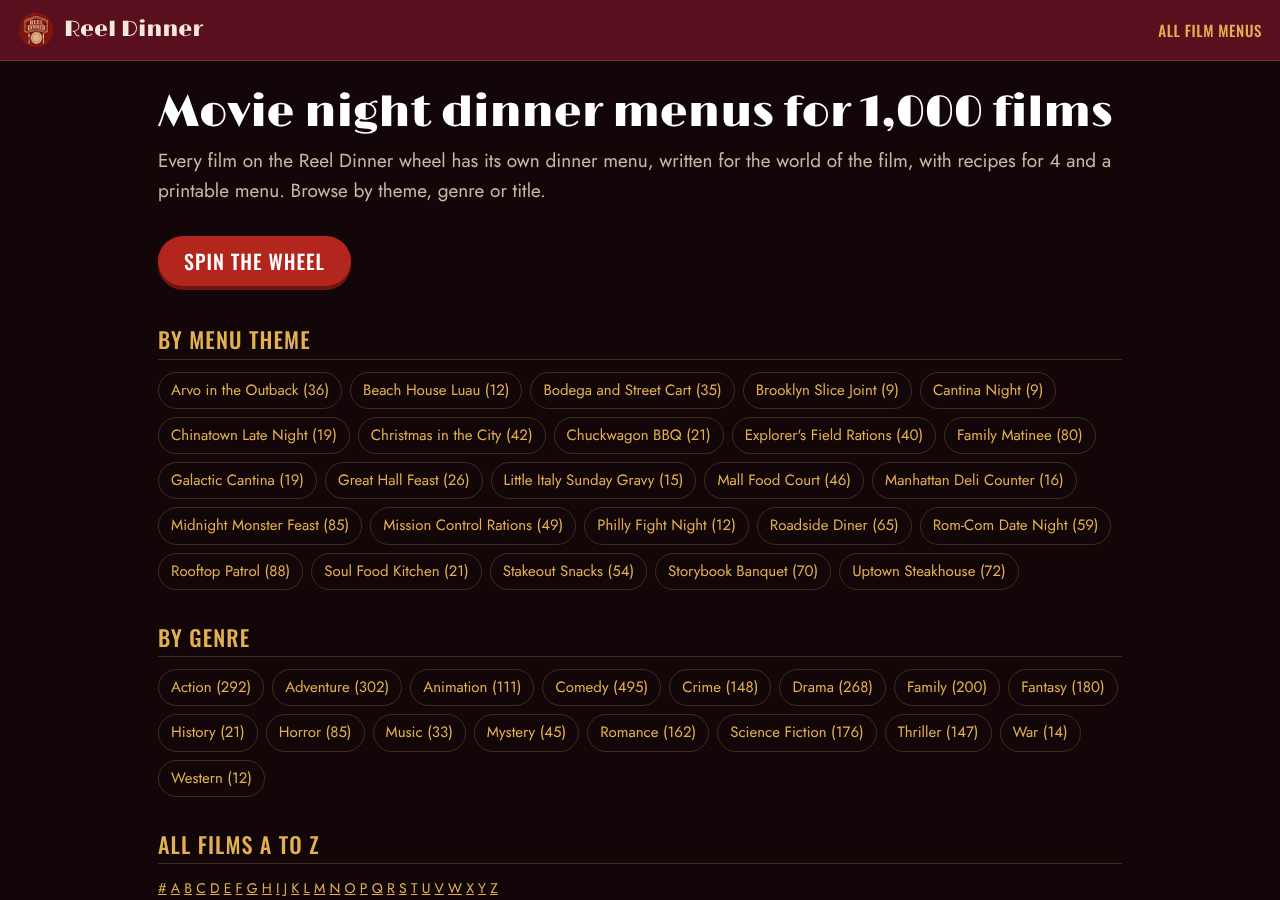 REEL DINNER
Reel Dinner
ALL FILM MENUS
Movie night dinner menus for 1,000 films
Every film on the Reel Dinner wheel has its own dinner menu, written for the world of the film, with recipes for 4 and a
printable menu. Browse by theme, genre or title.
SPIN THE WHEEL
BY MENU THEME
Arvo in the Outback (36) Beach House Luau (12) Bodega and Street Cart (35) Brooklyn Slice Joint (9) Cantina Night (9)
Chinatown Late Night (19) Christmas in the City (42) Chuckwagon BBQ (21) Explorer's Field Rations (40) Family Matinee (80)
Galactic Cantina (19) Great Hall Feast (26) Little Italy Sunday Gravy (15) Mall Food Court (46) Manhattan Deli Counter (16)
Midnight Monster Feast (85) Mission Control Rations (49) Philly Fight Night (12) Roadside Diner (65) Rom-Com Date Night (59)
Rooftop Patrol (88) Soul Food Kitchen (21) Stakeout Snacks (54) Storybook Banquet (70) Uptown Steakhouse (72)
BY GENRE
Action (292) Adventure (302) Animation (111) Comedy (495) Crime (148) Drama (268) Family (200) Fantasy (180)
History (21) Horror (85) Music (33) Mystery (45) Romance (162) Science Fiction (176) Thriller (147) War (14)
Western (12)
ALL FILMS A TO Z
# A B C D E F G H I J K L M N O P Q R S T U V W X Y Z